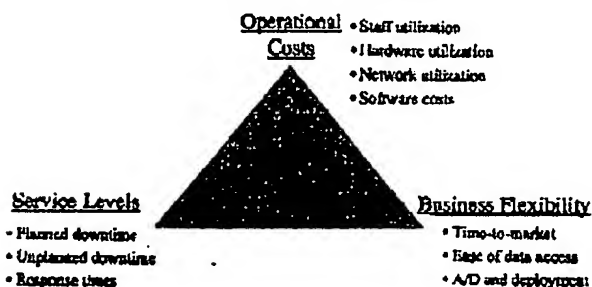 Operational
Costs
• Staff utilization
• Hardware utilization
• Network utilization
• Software costs
Service Levels
• Planned downtime
• Unplanned downtime
• Response times
Business Flexibility
• Time-to-market
• Ease of data access
• A/D and deployment